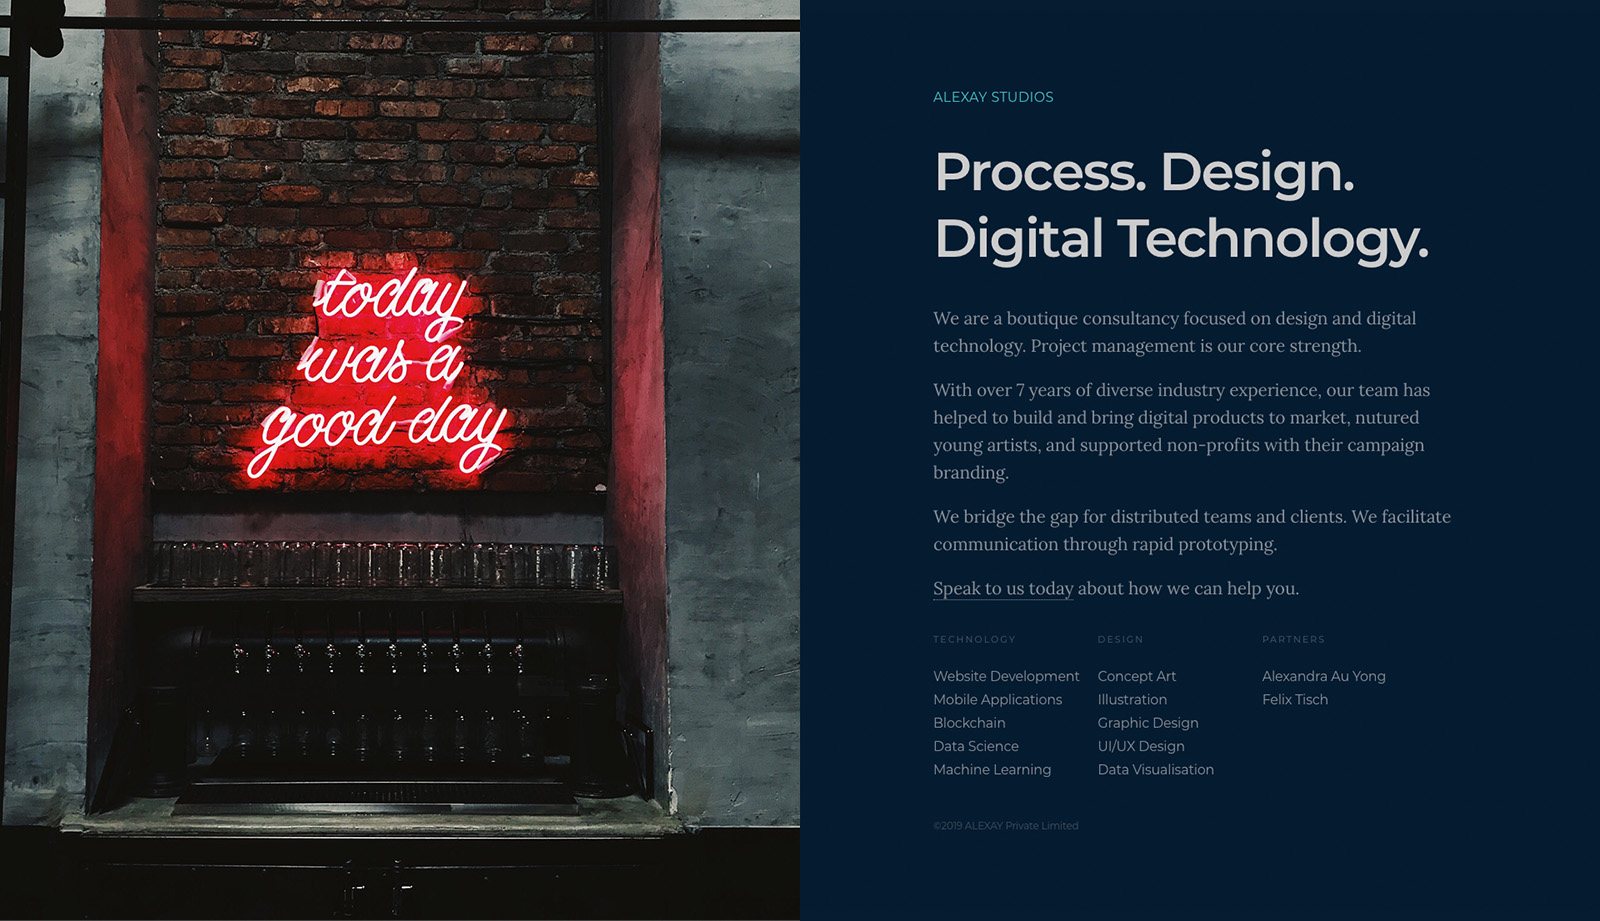 today
was a
good day
ALEXAY STUDIOS
Process. Design.
Digital Technology.
We are a boutique consultancy focused on design and digital
technology. Project management is our core strength.
With over 7 years of diverse industry experience, our team has
helped to build and bring digital products to market, nutured
young artists, and supported non-profits with their campaign
branding.
We bridge the gap for distributed teams and clients. We facilitate
communication through rapid prototyping.
Speak to us today about how we can help you.
TECHNOLOGY
Website Development
Mobile Applications
Blockchain
Data Science
Machine Learning
DESIGN
Concept Art
Illustration
Graphic Design
UI/UX Design
Data Visualisation
PARTNERS
Alexandra Au Yong
Felix Tisch
©2019 ALEXAY Private Limited